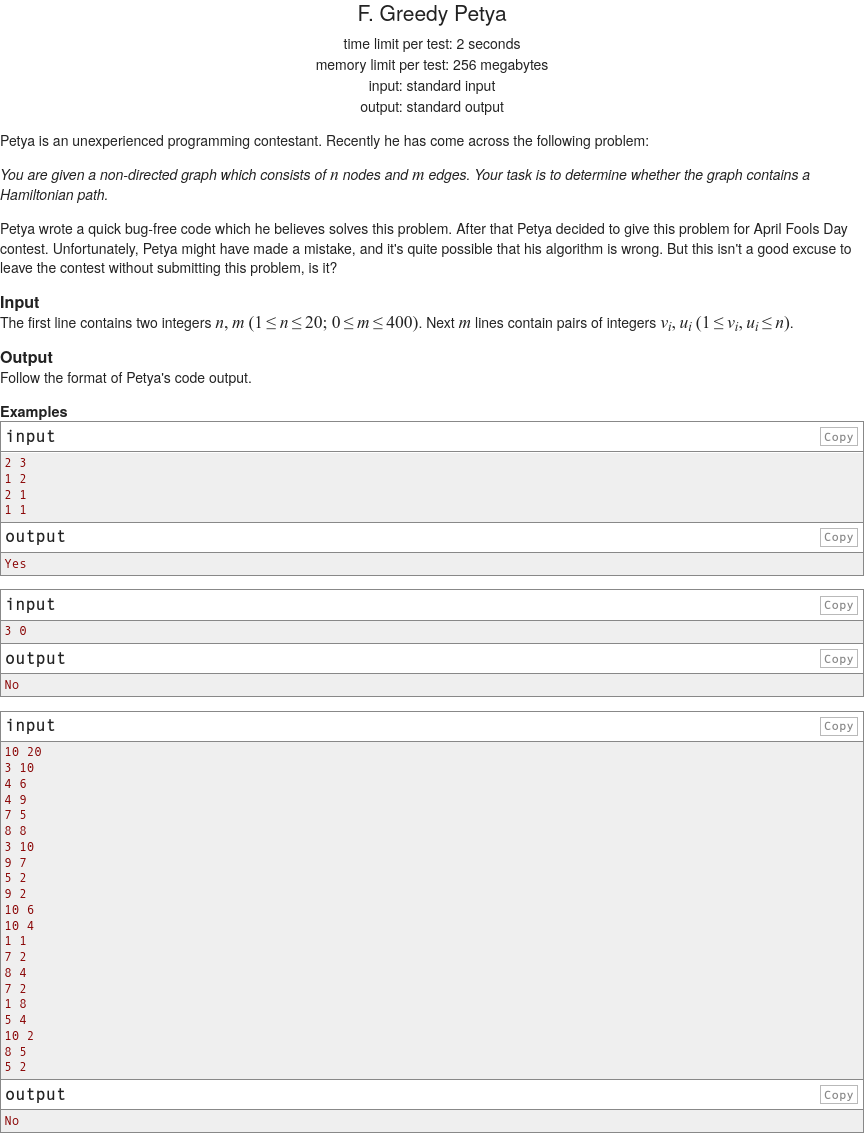 F. Greedy Petya
time limit per test: 2 seconds
memory limit per test: 256 megabytes
input: standard input
output: standard output
Petya is an unexperienced programming contestant. Recently he has come across the following problem:
You are given a non-directed graph which consists of n nodes and m edges. Your task is to determine whether the graph contains a
Hamiltonian path.
Petya wrote a quick bug-free code which he believes solves this problem. After that Petya decided to give this problem for April Fools Day
contest. Unfortunately, Petya might have made a mistake, and it's quite possible that his algorithm is wrong. But this isn't a good excuse to
leave the contest without submitting this problem, is it?
Input
The first line contains two integers n, m (1 ≤ n ≤ 20; 0 ≤ m ≤ 400). Next m lines contain pairs of integers vᵢ, uᵢ (1 ≤ vᵢ, uᵢ ≤ n).
Output
Follow the format of Petya's code output.
Examples
input Copy
2 3
1 2
2 1
1 1
output Copy
Yes
input Copy
3 0
output Copy
No
input Copy
10 20
3 10
4 6
4 9
7 5
8 8
3 10
9 7
5 2
9 2
10 6
10 4
1 1
7 2
8 4
7 2
1 8
5 4
10 2
8 5
5 2
output Copy
No